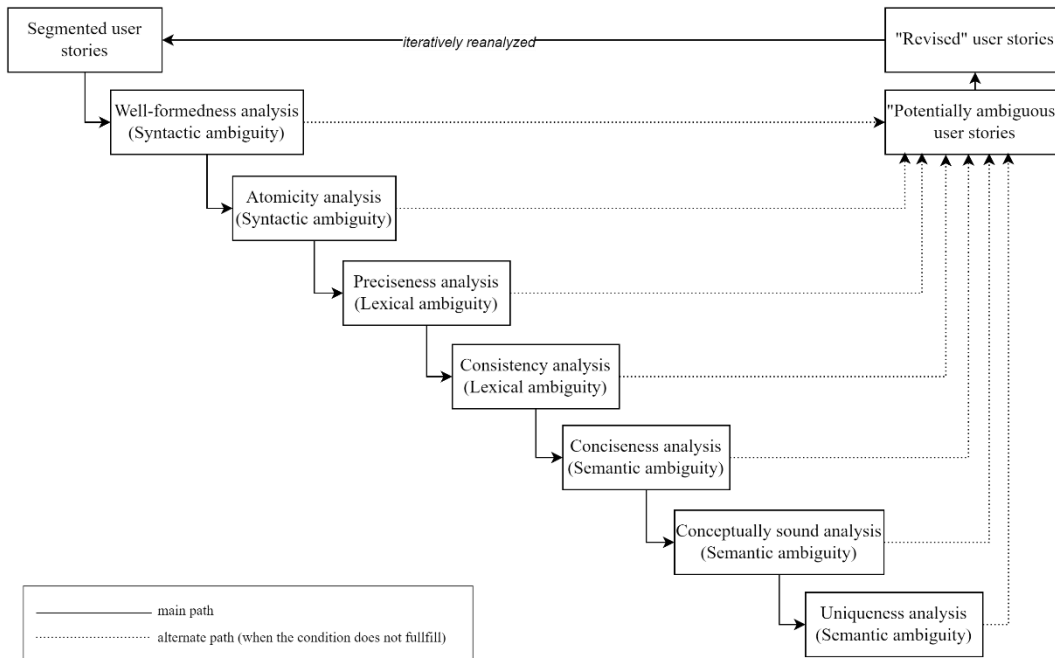 Segmented user
stories
iteratively reanalyzed
"Revised" user stories
Well-formedness analysis
(Syntactic ambiguity)
"Potentially ambiguous"
user stories
Atomicity analysis
(Syntactic ambiguity)
Preciseness analysis
(Lexical ambiguity)
Consistency analysis
(Lexical ambiguity)
Conciseness analysis
(Semantic ambiguity)
Conceptually sound analysis
(Semantic ambiguity)
Uniqueness analysis
(Semantic ambiguity)
main path
alternate path (when the condition does not fullfill)